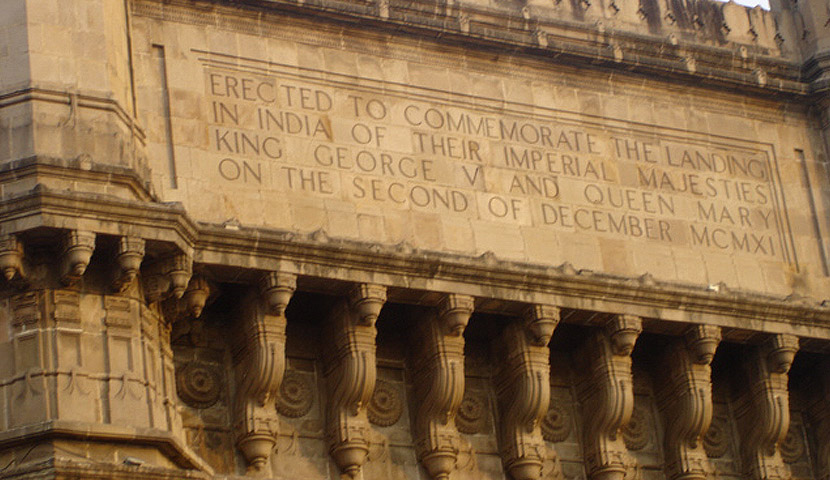 ERECTED TO COMMEMORATE THE LANDING
IN INDIA OF THEIR IMPERIAL MAJESTIES
KING GEORGE V AND QUEEN MARY
ON THE SECOND OF DECEMBER MCMXI